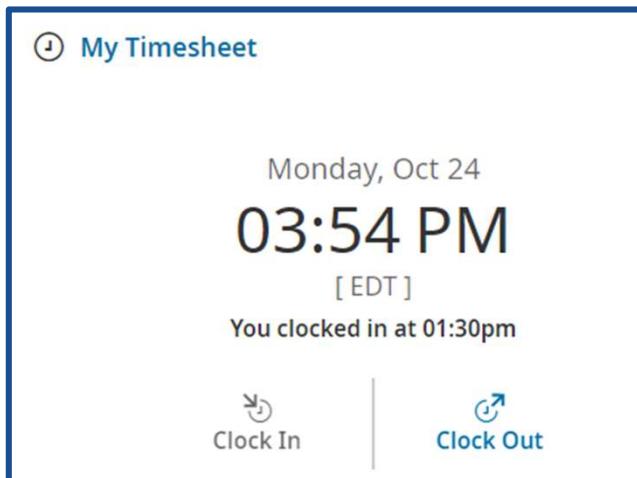 My Timesheet
Monday, Oct 24
03:54 PM
[ EDT ]
You clocked in at 01:30pm
Clock In
Clock Out